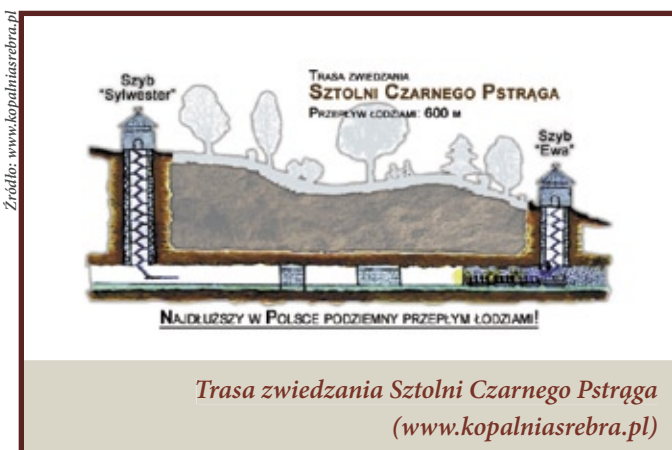 Źródło: www.kopalniasrebra.pl
Szyb
"Sylwester"
TRASA ZWIEDZANIA
SZTOLNI CZARNEGO PSTRĄGA
PRZEPŁYW ŁODZIAMI: 600 M
Szyb
"Ewa"
NAJDŁUŻSZY W POLSCE PODZIEMNY PRZEPŁYM ŁODZIAMI!
Trasa zwiedzania Sztolni Czarnego Pstrąga
(www.kopalniasrebra.pl)